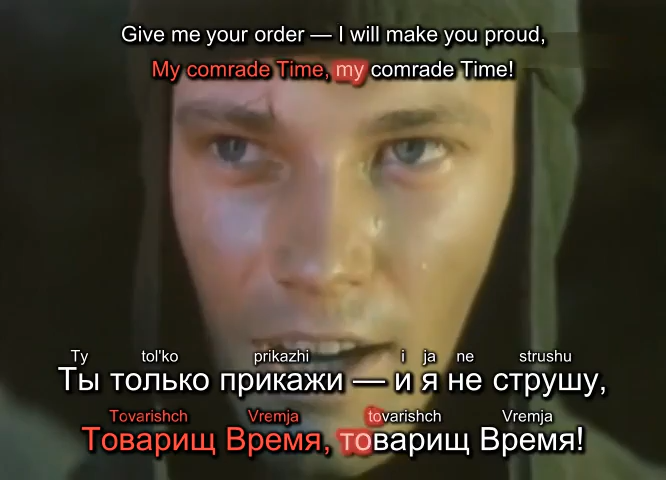 Give me your order — I will make you proud,
My comrade Time, my comrade Time!
Ty tol'ko prikazhi i ja ne strushu
Ты только прикажи — и я не струшу,
Tovarishch Vremja tovarishch Vremja
Товарищ Время, товарищ Время!